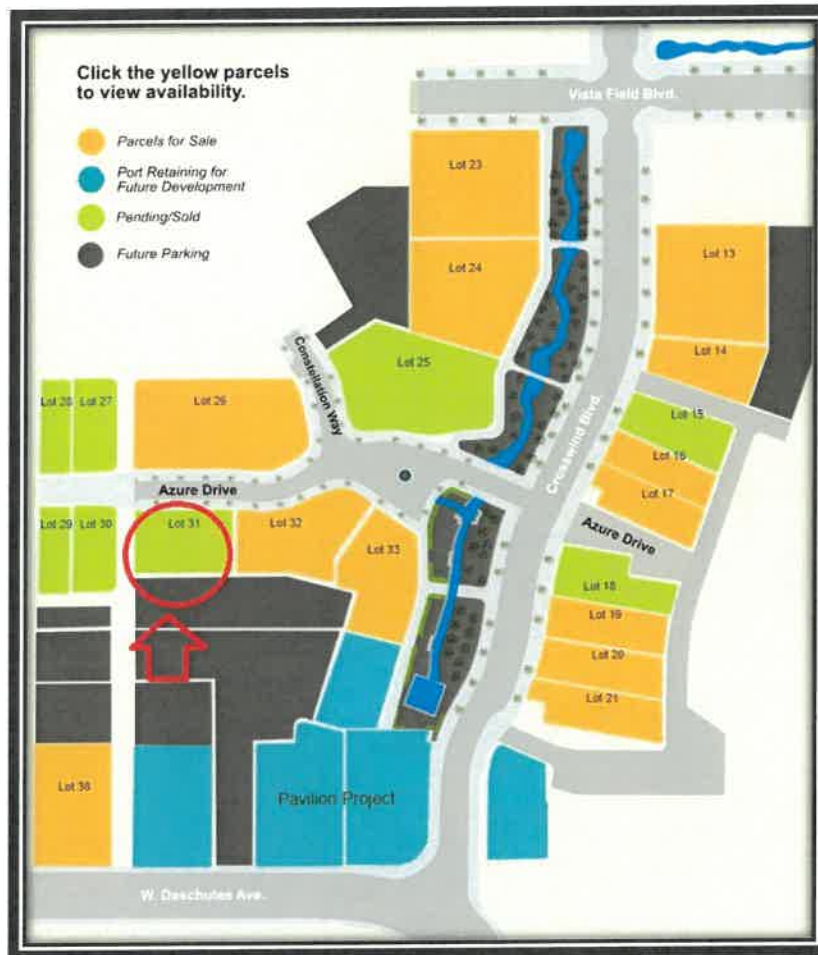 Click the yellow parcels
to view availability.
Parcels for Sale
Port Retaining for
Future Development
Pending/Sold
Future Parking
Vista Field Blvd.
Lot 23
Lot 24
Lot 13
Lot 14
Constellation Way
Lot 25
Lot 28
Lot 27
Lot 26
Lot 15
Lot 16
Lot 17
Crosswind Blvd.
Azure Drive
Azure Drive
Lot 29
Lot 30
Lot 31
Lot 32
Lot 33
Lot 18
Lot 19
Lot 20
Lot 21
Lot 38
Pavilion Project
W. Deschutes Ave.